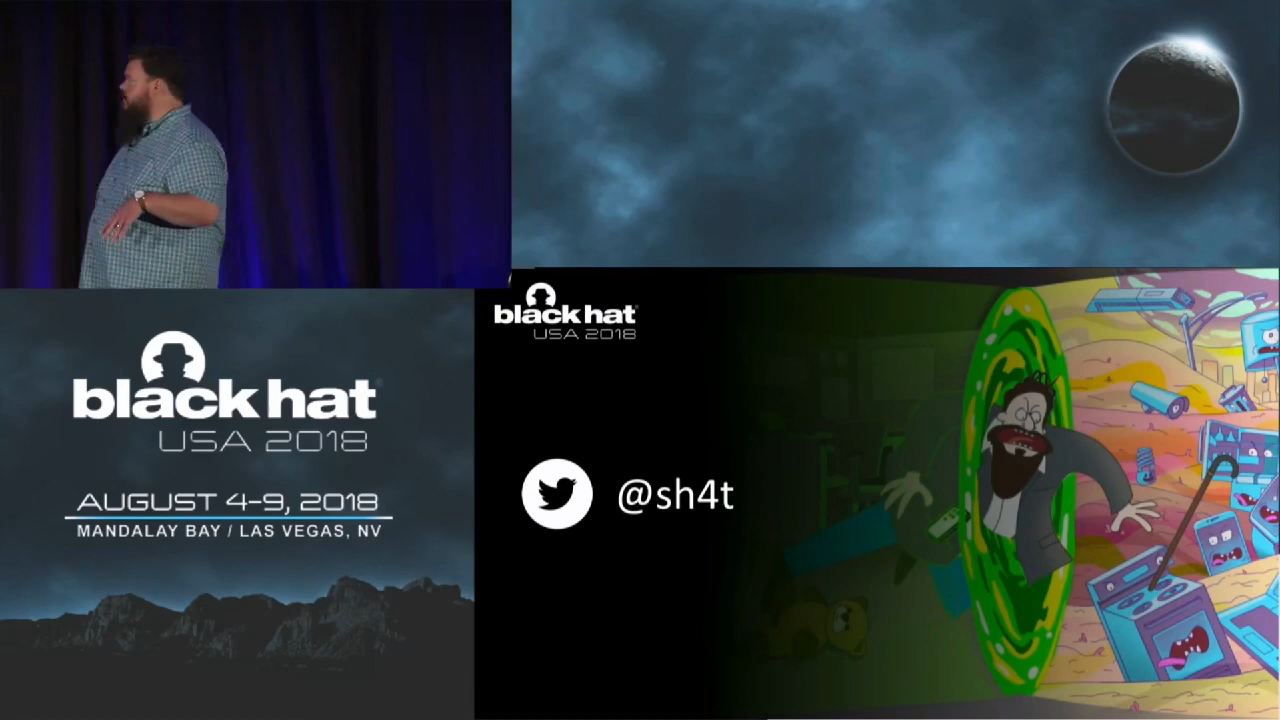 black hat
USA 2018
AUGUST 4-9, 2018
MANDALAY BAY / LAS VEGAS, NV
black hat
USA 2018
@sh4t